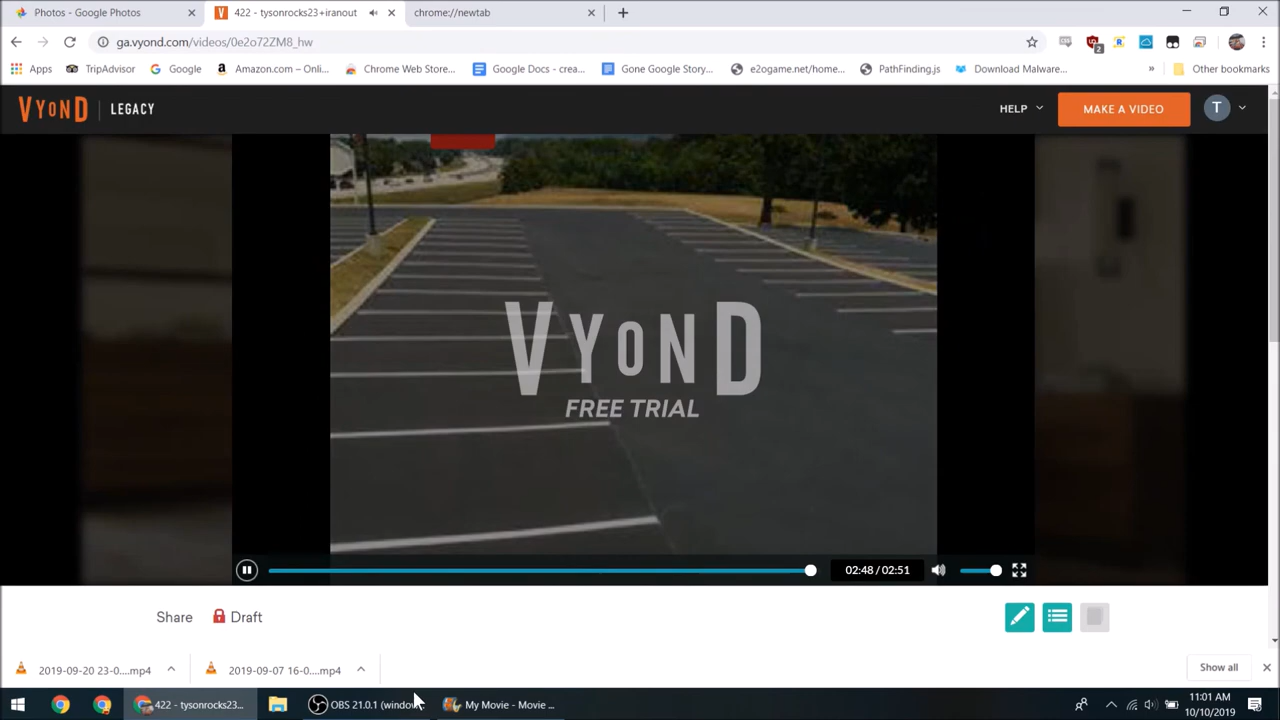 Photos - Google Photos
422 - tysonrocks23+iranout
chrome://newtab
ga.vyond.com/videos/0e2o72ZM8_hw
2
Apps
TripAdvisor
Google
Amazon.com – Onli...
Chrome Web Store...
Google Docs - crea...
Gone Google Story...
e2ogame.net/home...
PathFinding.js
Download Malware...
»
Other bookmarks
VYOND | LEGACY
HELP
MAKE A VIDEO
T
VYOND
FREE TRIAL
02:48 / 02:51
Share
Draft
2019-09-20 23-0....mp4
2019-09-07 16-0....mp4
Show all
422 - tysonrocks23...
OBS 21.0.1 (windo
My Movie - Movie ...
11:01 AM
10/10/2019